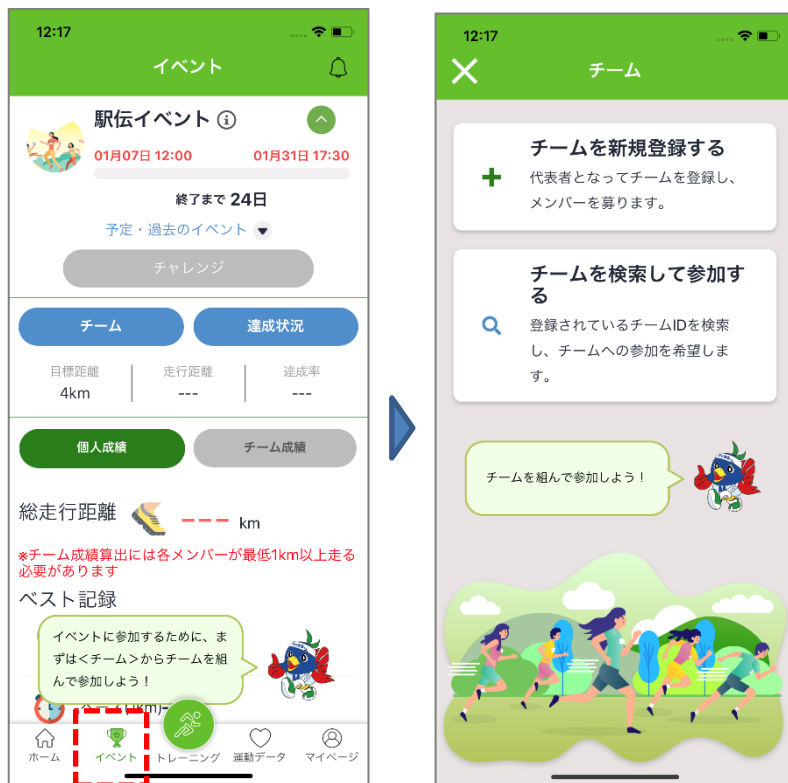 12:17
イベント
駅伝イベント
01月07日 12:00 01月31日 17:30
終了まで 24日
予定・過去のイベント
チャレンジ
チーム 達成状況
目標距離 走行距離 達成率
4km --- ---
個人成績 チーム成績
総走行距離 --- km
※チーム成績算出には各メンバーが最低1km以上走る
必要があります
ベスト記録
イベントに参加するために、ま
ずは<チーム>からチームを組
んで参加しよう！
ホーム イベント トレーニング 運動データ マイページ
12:17
チーム
チームを新規登録する
代表者となってチームを登録し、
メンバーを募ります。
チームを検索して参加す
る
登録されているチームIDを検索
し、チームへの参加を希望しま
す。
チームを組んで参加しよう！